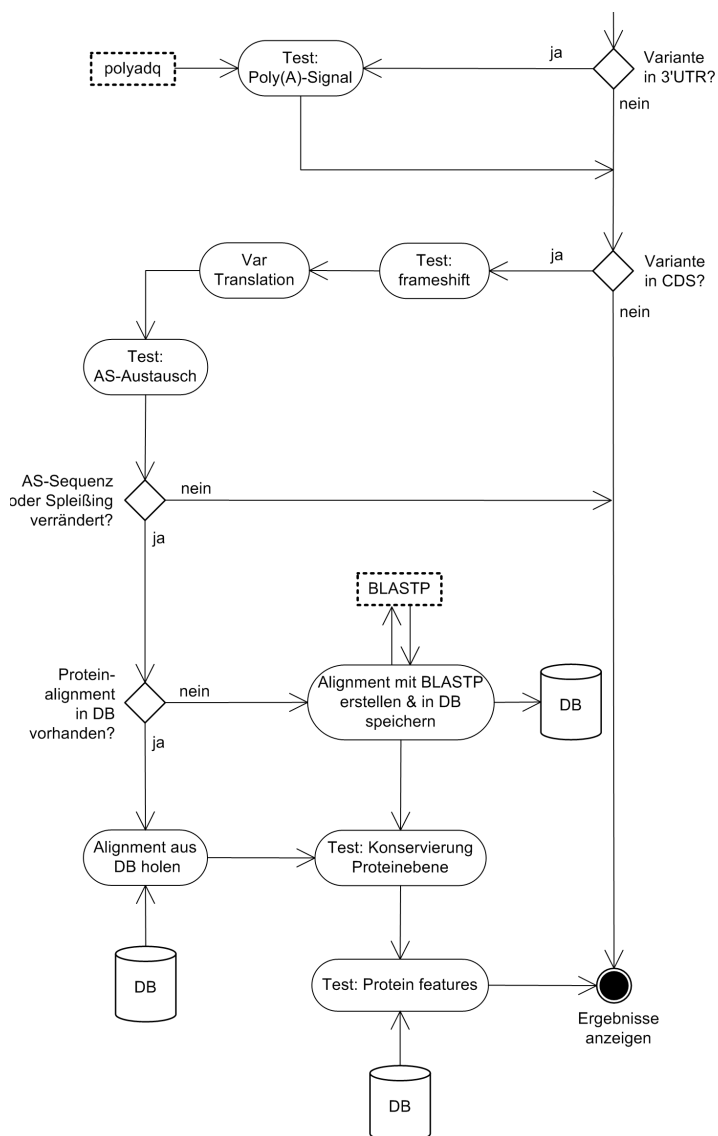 polyadq
Test:
Poly(A)-Signal
ja
Variante
in 3'UTR?
nein
Var
Translation
Test:
frameshift
ja
Variante
in CDS?
nein
Test:
AS-Austausch
AS-Sequenz
oder Spleißing
verrändert?
nein
ja
BLASTP
Protein-
alignment
in DB
vorhanden?
nein
ja
Alignment mit BLASTP
erstellen & in DB
speichern
DB
Alignment aus
DB holen
Test: Konservierung
Proteinebene
DB
Test: Protein features
Ergebnisse
anzeigen
DB